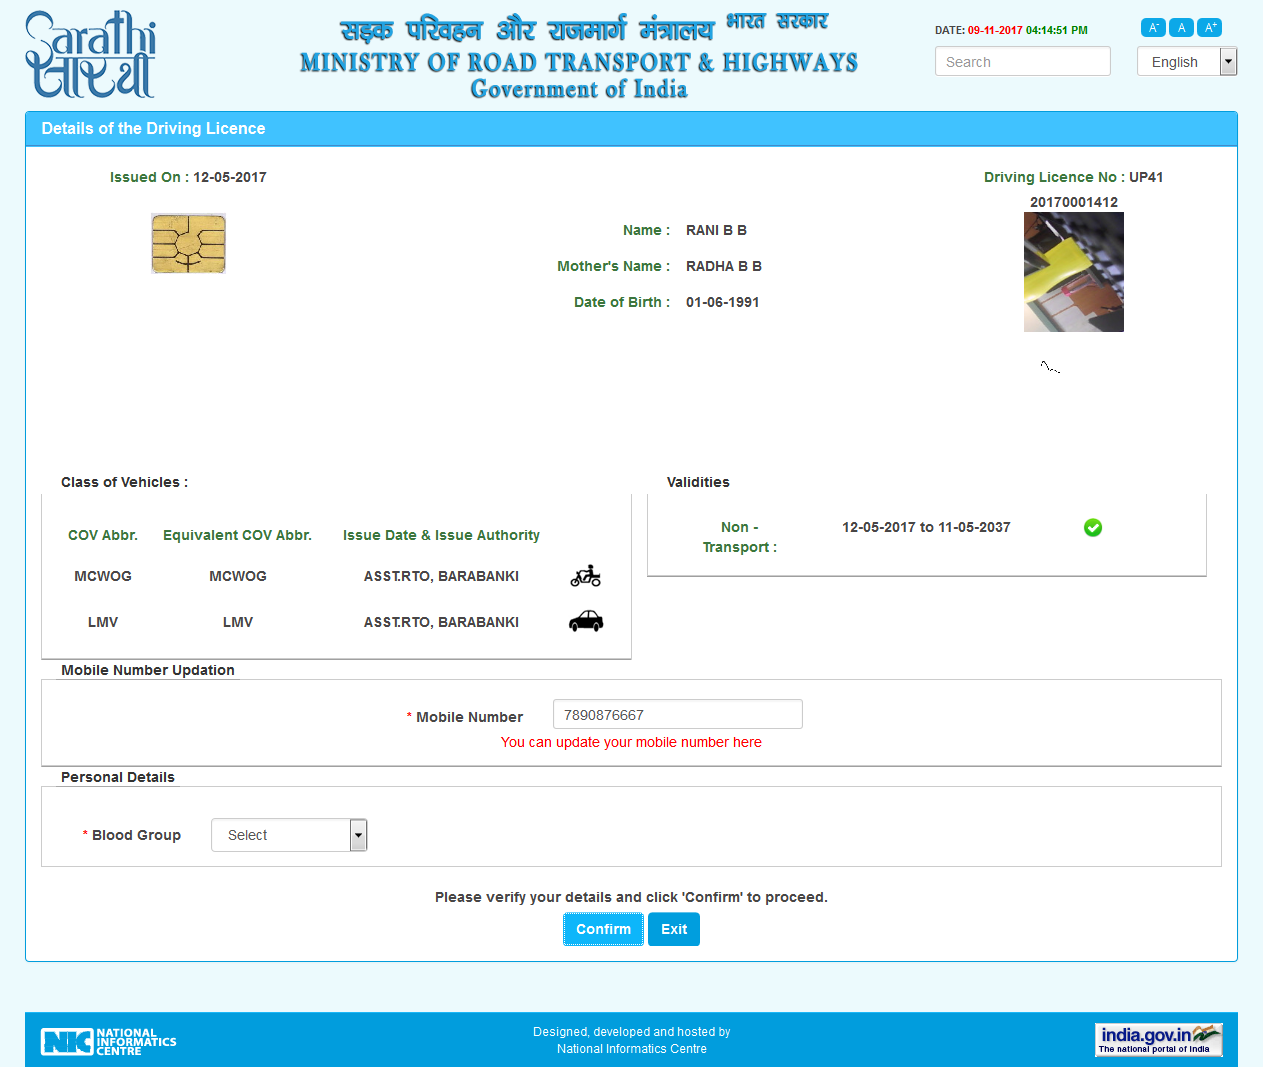 Sarathi
सारथी
सड़क परिवहन और राजमार्ग मंत्रालय भारत सरकार
MINISTRY OF ROAD TRANSPORT & HIGHWAYS
Government of India
DATE: 09-11-2017 04:14:51 PM
A- A A+
Search
English
Details of the Driving Licence
Issued On : 12-05-2017
Driving Licence No : UP41
20170001412
Name : RANI B B
Mother's Name : RADHA B B
Date of Birth : 01-06-1991
Class of Vehicles :
COV Abbr. Equivalent COV Abbr. Issue Date & Issue Authority
MCWOG MCWOG ASST.RTO, BARABANKI
LMV LMV ASST.RTO, BARABANKI
Validities
Non - 12-05-2017 to 11-05-2037
Transport :
Mobile Number Updation
* Mobile Number 7890876667
You can update your mobile number here
Personal Details
* Blood Group Select
Please verify your details and click 'Confirm' to proceed.
Confirm Exit
NIC NATIONAL
INFORMATICS
CENTRE
Designed, developed and hosted by
National Informatics Centre
india.gov.in
The national portal of India